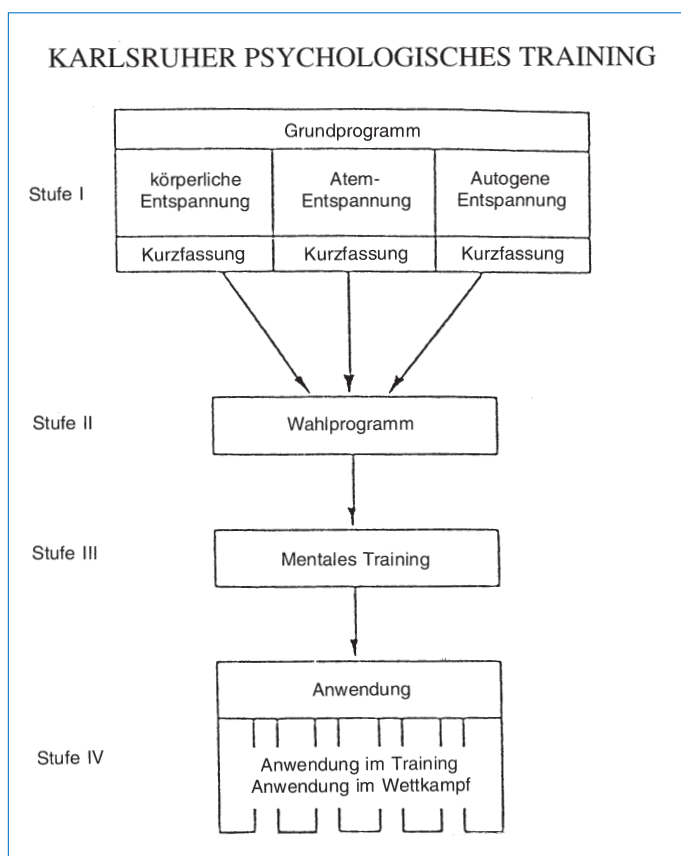 KARLSRUHER PSYCHOLOGISCHES TRAINING
Grundprogramm
Stufe I
körperliche
Entspannung
Atem-
Entspannung
Autogene
Entspannung
Kurzfassung
Kurzfassung
Kurzfassung
Stufe II
Wahlprogramm
Stufe III
Mentales Training
Anwendung
Stufe IV
Anwendung im Training
Anwendung im Wettkampf